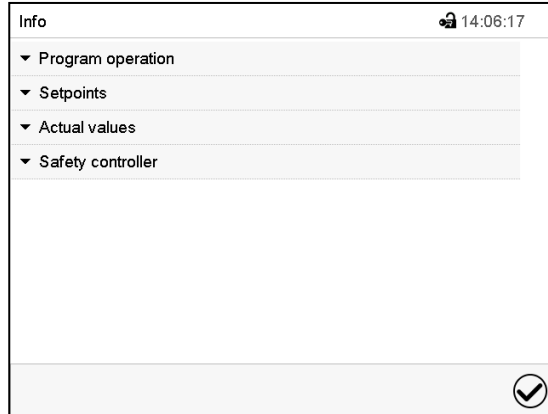 Info
14:06:17
Program operation
Setpoints
Actual values
Safety controller